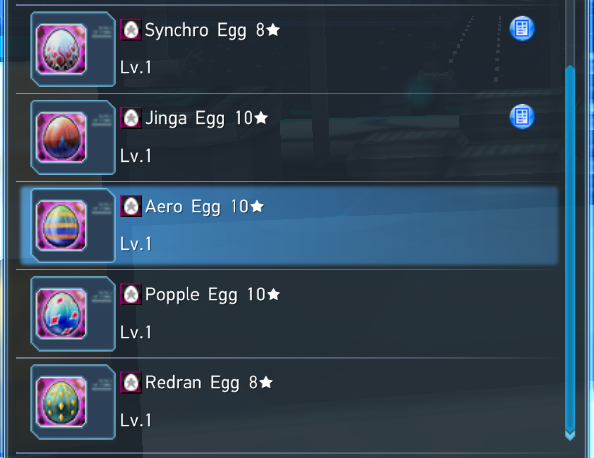 Synchro Egg 8★
Lv.1
Jinga Egg 10★
Lv.1
Aero Egg 10★
Lv.1
Popple Egg 10★
Lv.1
Redran Egg 8★
Lv.1